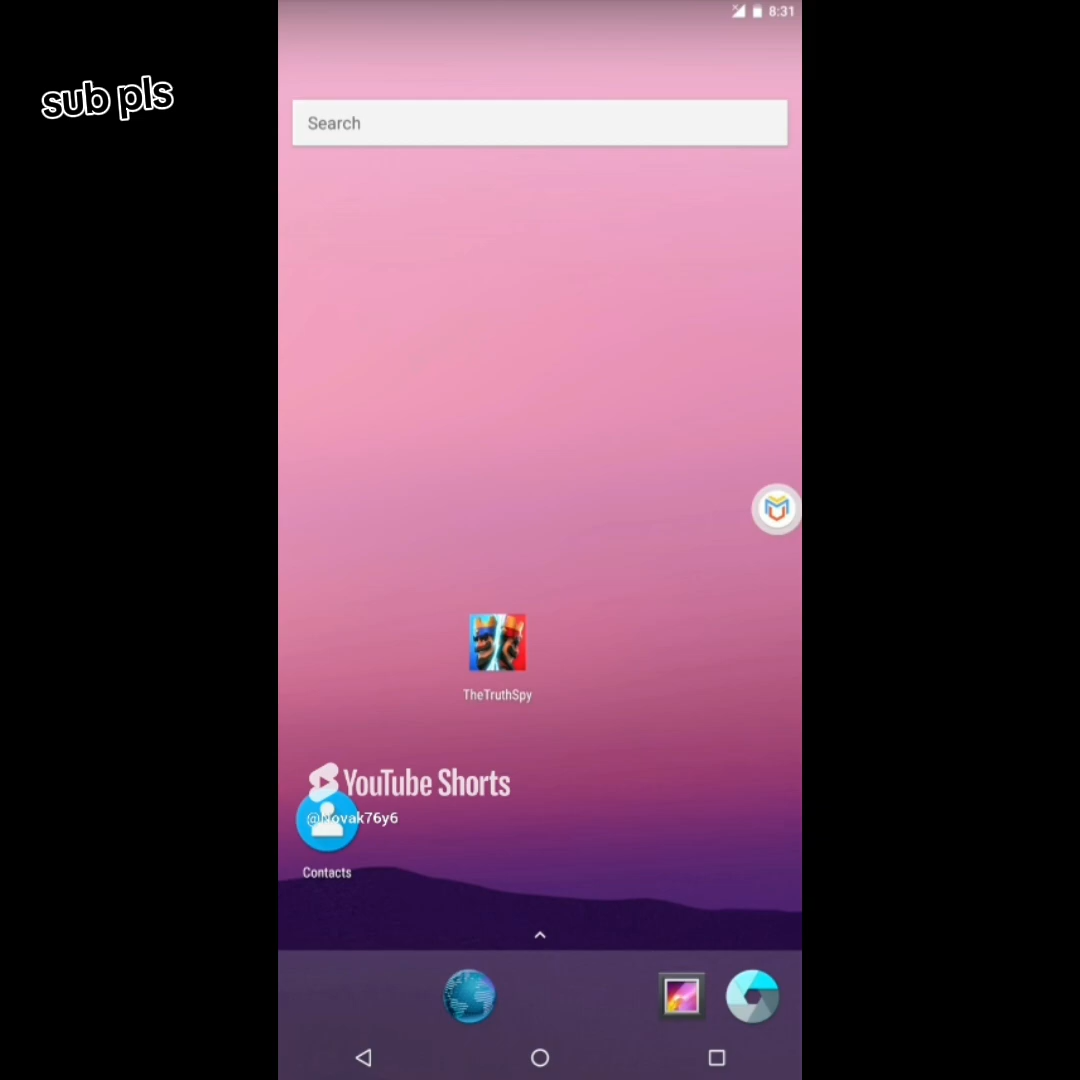 8:31
sub pls
Search
TheTruthSpy
YouTube Shorts
@Novak76y6
Contacts